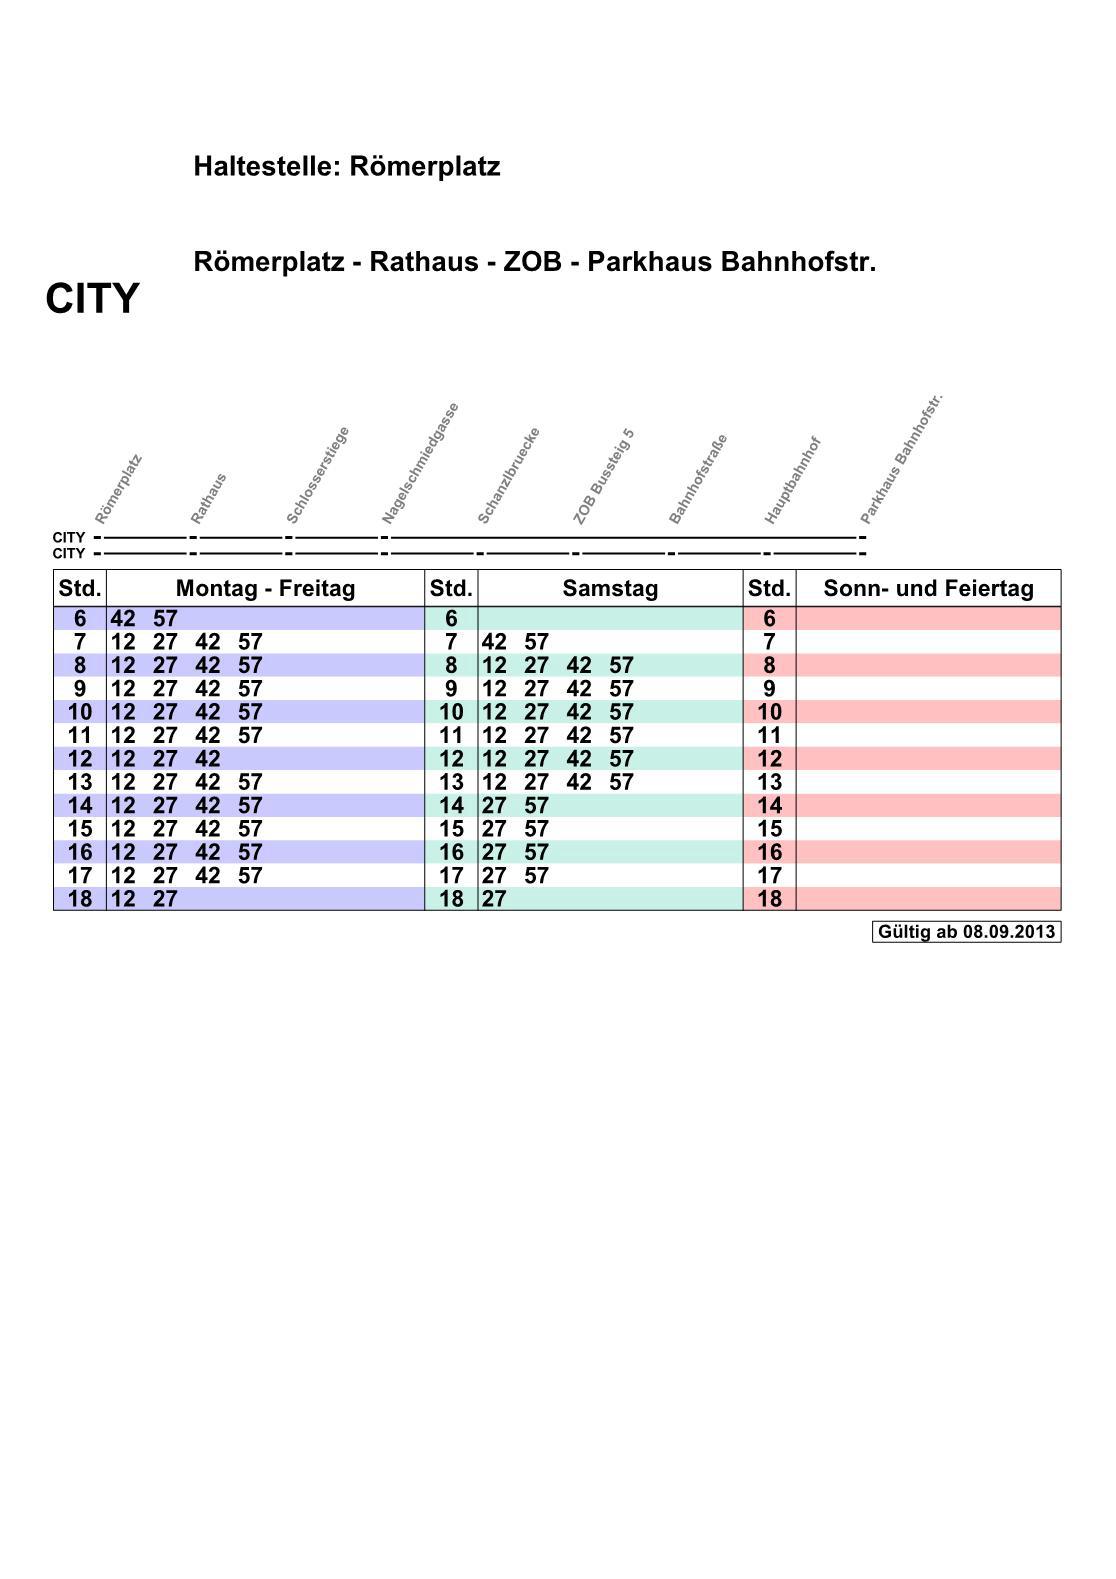 Haltestelle: Römerplatz
Römerplatz - Rathaus - ZOB - Parkhaus Bahnhofstr.
CITY
Römerplatz
Rathaus
Schlosserstiege
Nagelschmiedgasse
Schanzlbruecke
ZOB Bussteig 5
Bahnhofstraße
Hauptbahnhof
Parkhaus Bahnhofstr.
CITY
CITY
Std. Montag - Freitag Std. Samstag Std. Sonn- und Feiertag
6 42 57 6 6
7 12 27 42 57 7 42 57 7
8 12 27 42 57 8 12 27 42 57 8
9 12 27 42 57 9 12 27 42 57 9
10 12 27 42 57 10 12 27 42 57 10
11 12 27 42 57 11 12 27 42 57 11
12 12 27 42 12 12 27 42 57 12
13 12 27 42 57 13 12 27 42 57 13
14 12 27 42 57 14 27 57 14
15 12 27 42 57 15 27 57 15
16 12 27 42 57 16 27 57 16
17 12 27 42 57 17 27 57 17
18 12 27 18 27 18
Gültig ab 08.09.2013